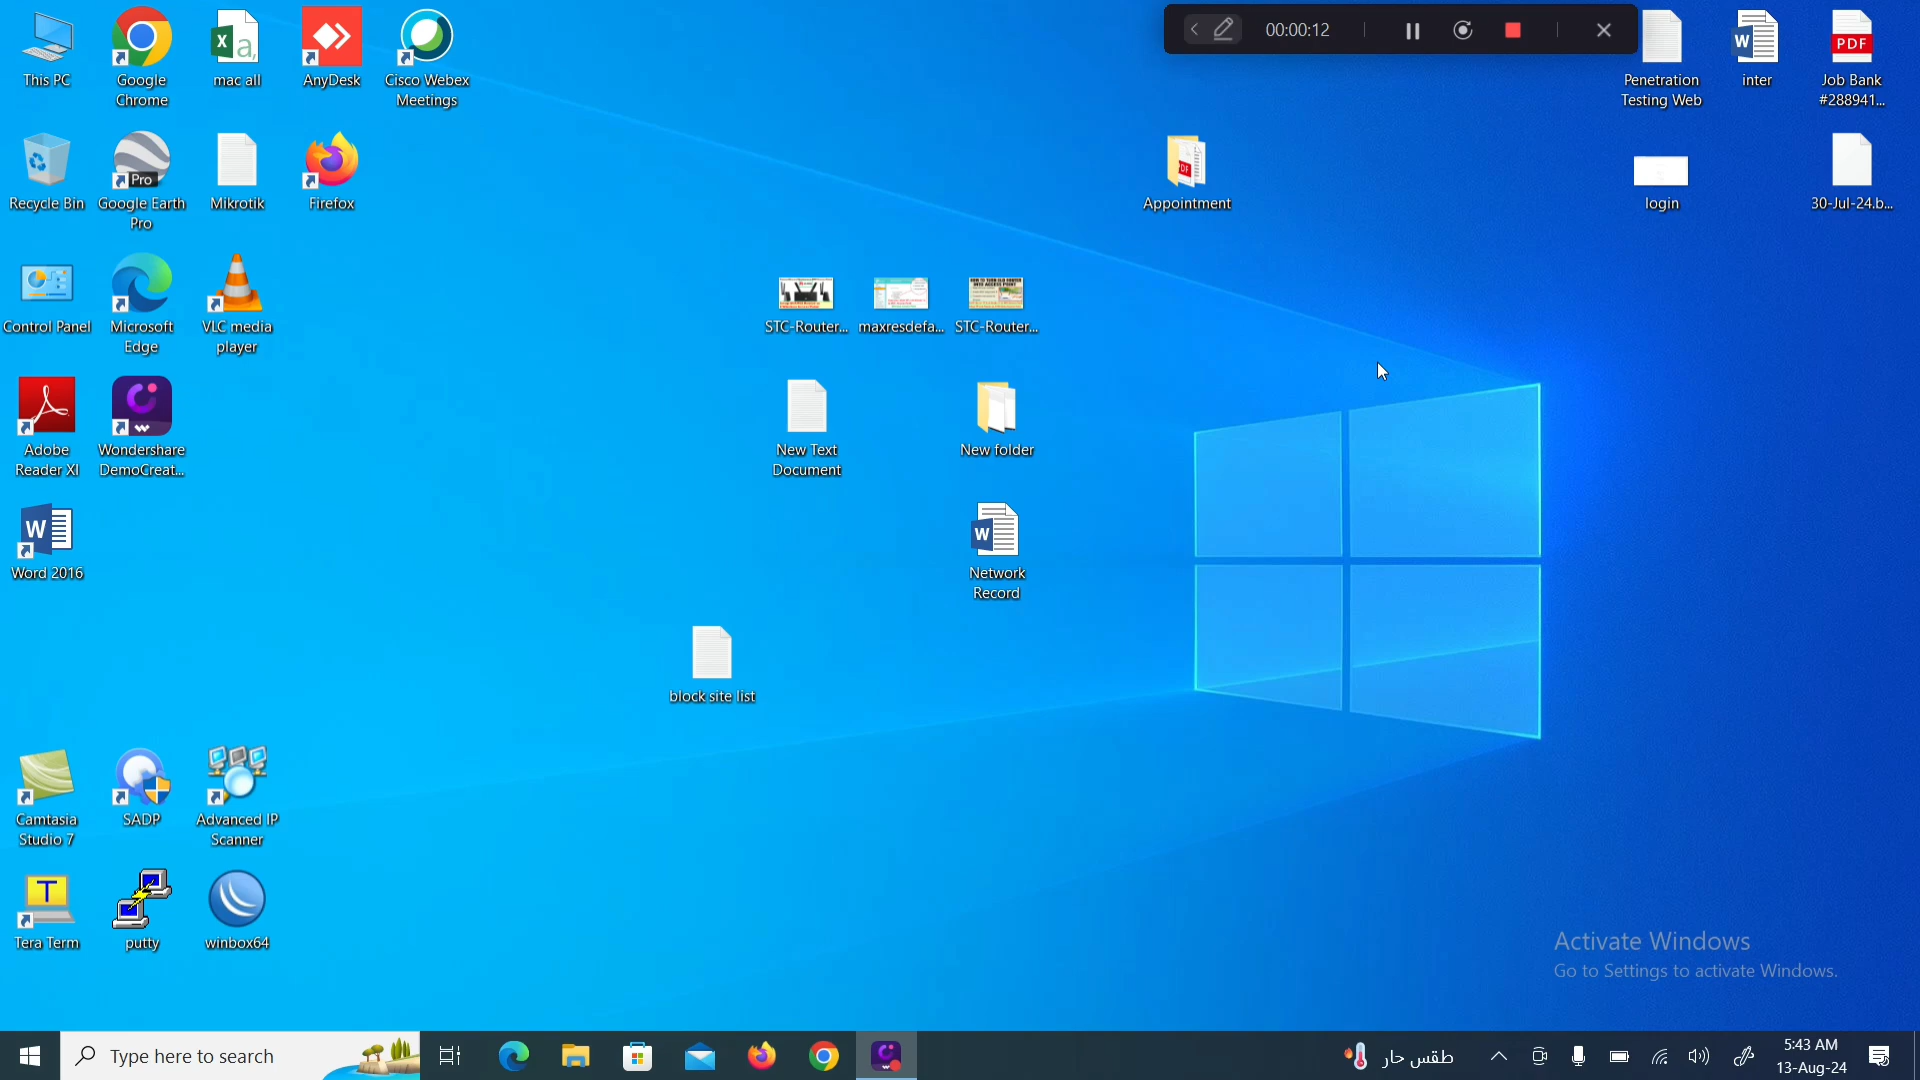 00:00:12
This PC
Google
Chrome
mac all
AnyDesk
Cisco Webex
Meetings
Penetration
Testing Web
inter
PDF
Job Bank
#288941...
Recycle Bin
Pro
Google Earth
Pro
Mikrotik
Firefox
Appointment
login
30-Jul-24.b...
Control Panel
Microsoft
Edge
VLC media
player
STC-Router...
maxresdefa...
STC-Router...
Adobe
Reader XI
Wondershare
DemoCreat...
New Text
Document
New folder
Word 2016
Network
Record
block site list
Camtasia
Studio 7
SADP
Advanced IP
Scanner
Tera Term
putty
winbox64
Activate Windows
Go to Settings to activate Windows.
Type here to search
طقس حار
5:43 AM
13-Aug-24